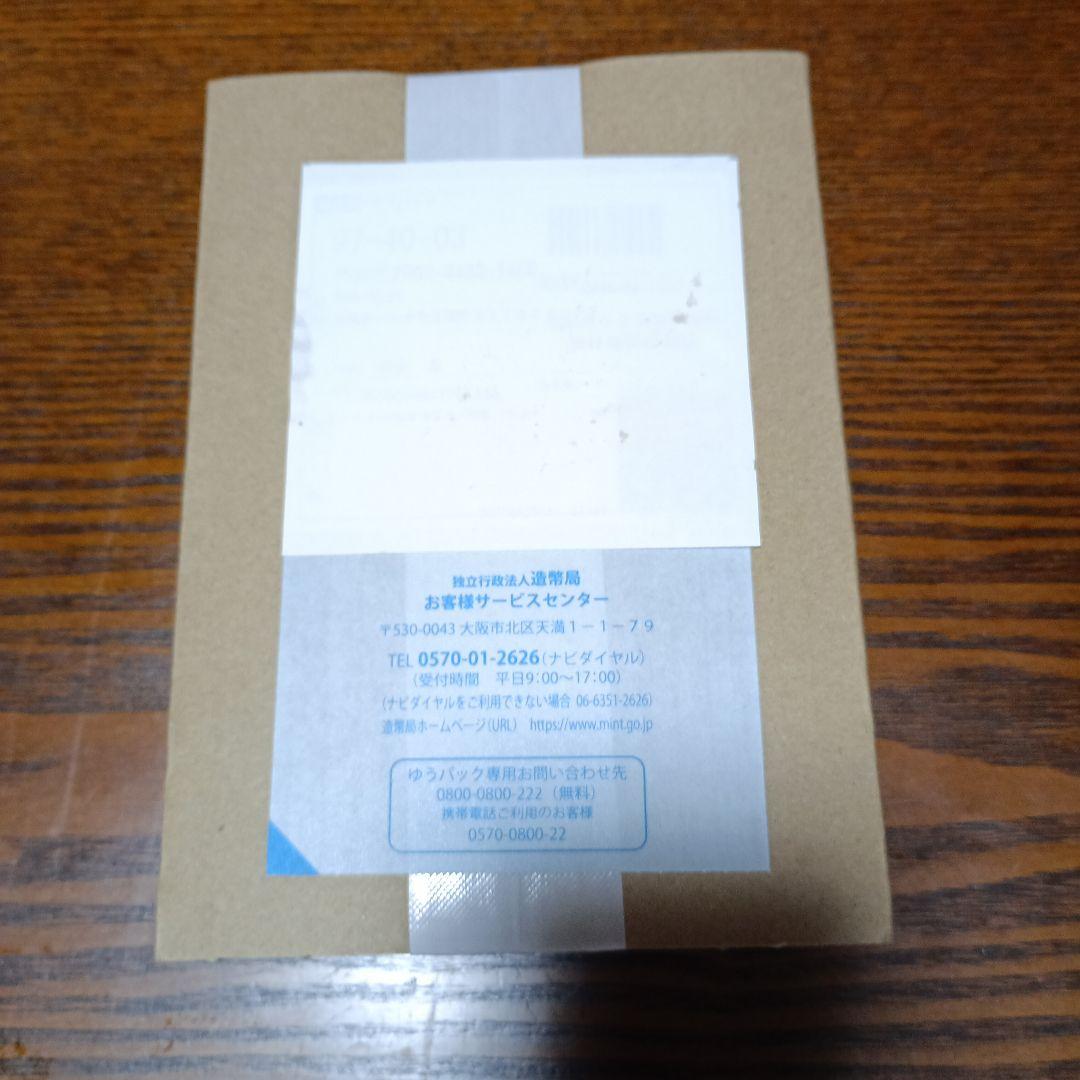 独立行政法人造幣局
お客様サービスセンター
〒530-0043 大阪市北区天満1-1-79
TEL 0570-01-2626(ナビダイヤル)
(受付時間 平日9:00〜17:00)
(ナビダイヤルをご利用できない場合 06-6351-2626)
造幣局ホームページ(URL) https://www.mint.go.jp
ゆうパック専用お問い合わせ先
0800-0800-222(無料)
携帯電話ご利用のお客様
0570-0800-22